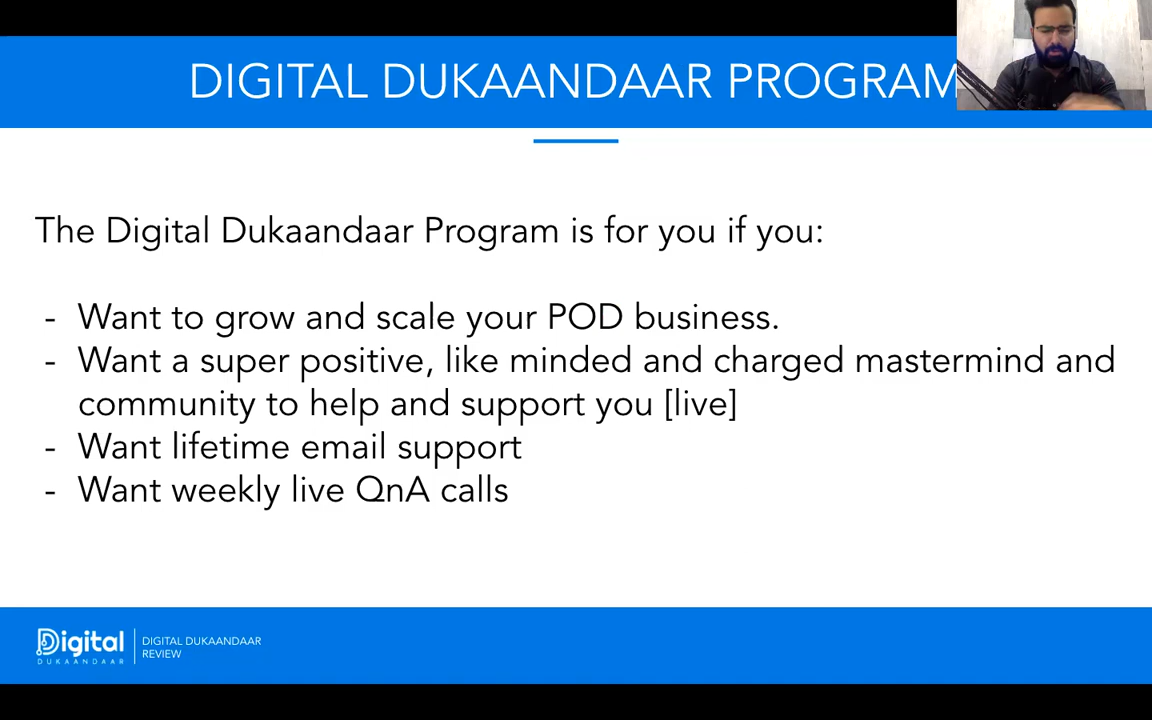 DIGITAL DUKAANDAAR PROGRAM
The Digital Dukaandaar Program is for you if you:
- Want to grow and scale your POD business.
- Want a super positive, like minded and charged mastermind and
community to help and support you [live]
- Want lifetime email support
- Want weekly live QnA calls
Digital
DUKAANDAAR
DIGITAL DUKAANDAAR
REVIEW